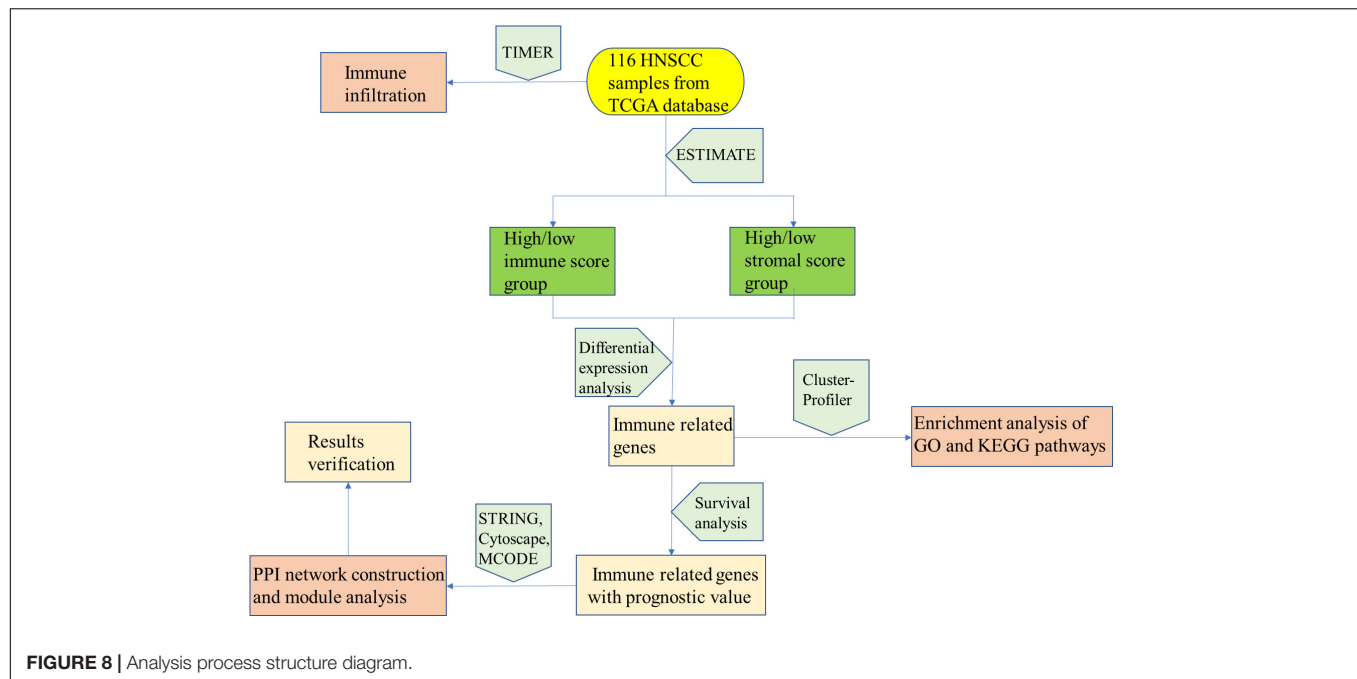 TIMER
116 HNSCC
samples from
TCGA database
Immune
infiltration
ESTIMATE
High/low
immune score
group
High/low
stromal score
group
Differential
expression
analysis
Cluster-
Profiler
Immune related
genes
Enrichment analysis of
GO and KEGG pathways
Results
verification
Survival
analysis
STRING,
Cytoscape,
MCODE
PPI network construction
and module analysis
Immune related genes
with prognostic value
FIGURE 8 | Analysis process structure diagram.